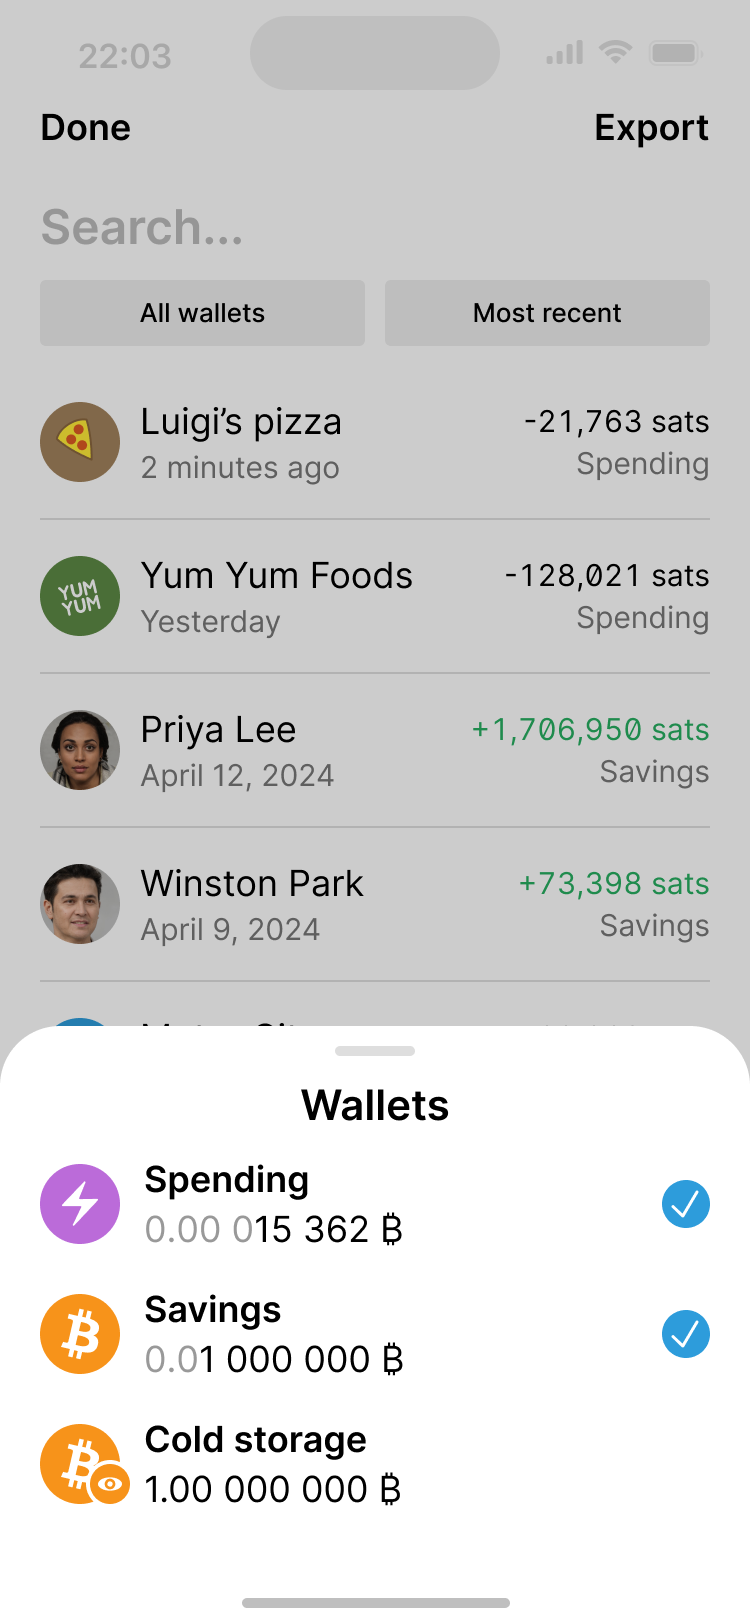 22:03
Done Export
Search...
All wallets Most recent
Luigi’s pizza -21,763 sats
2 minutes ago Spending
YUM YUM
Yum Yum Foods -128,021 sats
Yesterday Spending
Priya Lee +1,706,950 sats
April 12, 2024 Savings
Winston Park +73,398 sats
April 9, 2024 Savings
Wallets
Spending
0.00 015 362 ₿
Savings
0.01 000 000 ₿
Cold storage
1.00 000 000 ₿